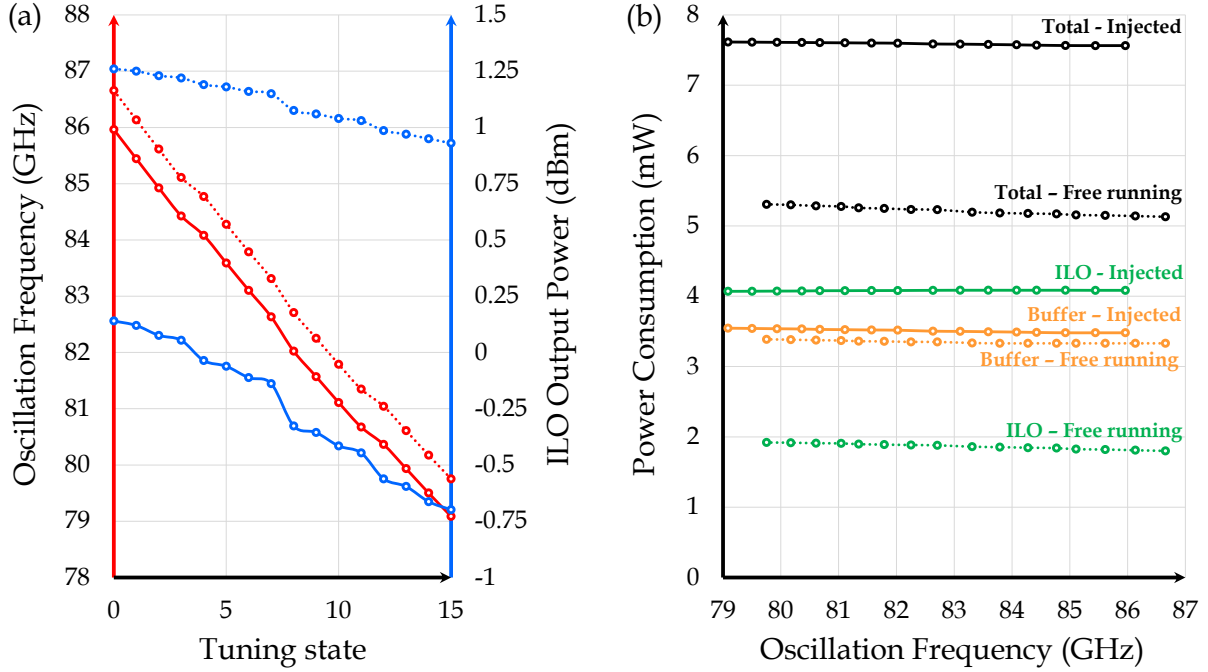 (a)
88
87
86
85
84
83
82
81
80
79
78
Oscillation Frequency (GHz)
1.5
1.25
1
0.75
0.5
0.25
0
-0.25
-0.5
-0.75
-1
ILO Output Power (dBm)
0 5 10 15
Tuning state
(b)
8
7
6
5
4
3
2
1
0
Power Consumption (mW)
Total - Injected
Total – Free running
ILO - Injected
Buffer – Injected
Buffer – Free running
ILO – Free running
79 80 81 82 83 84 85 86 87
Oscillation Frequency (GHz)